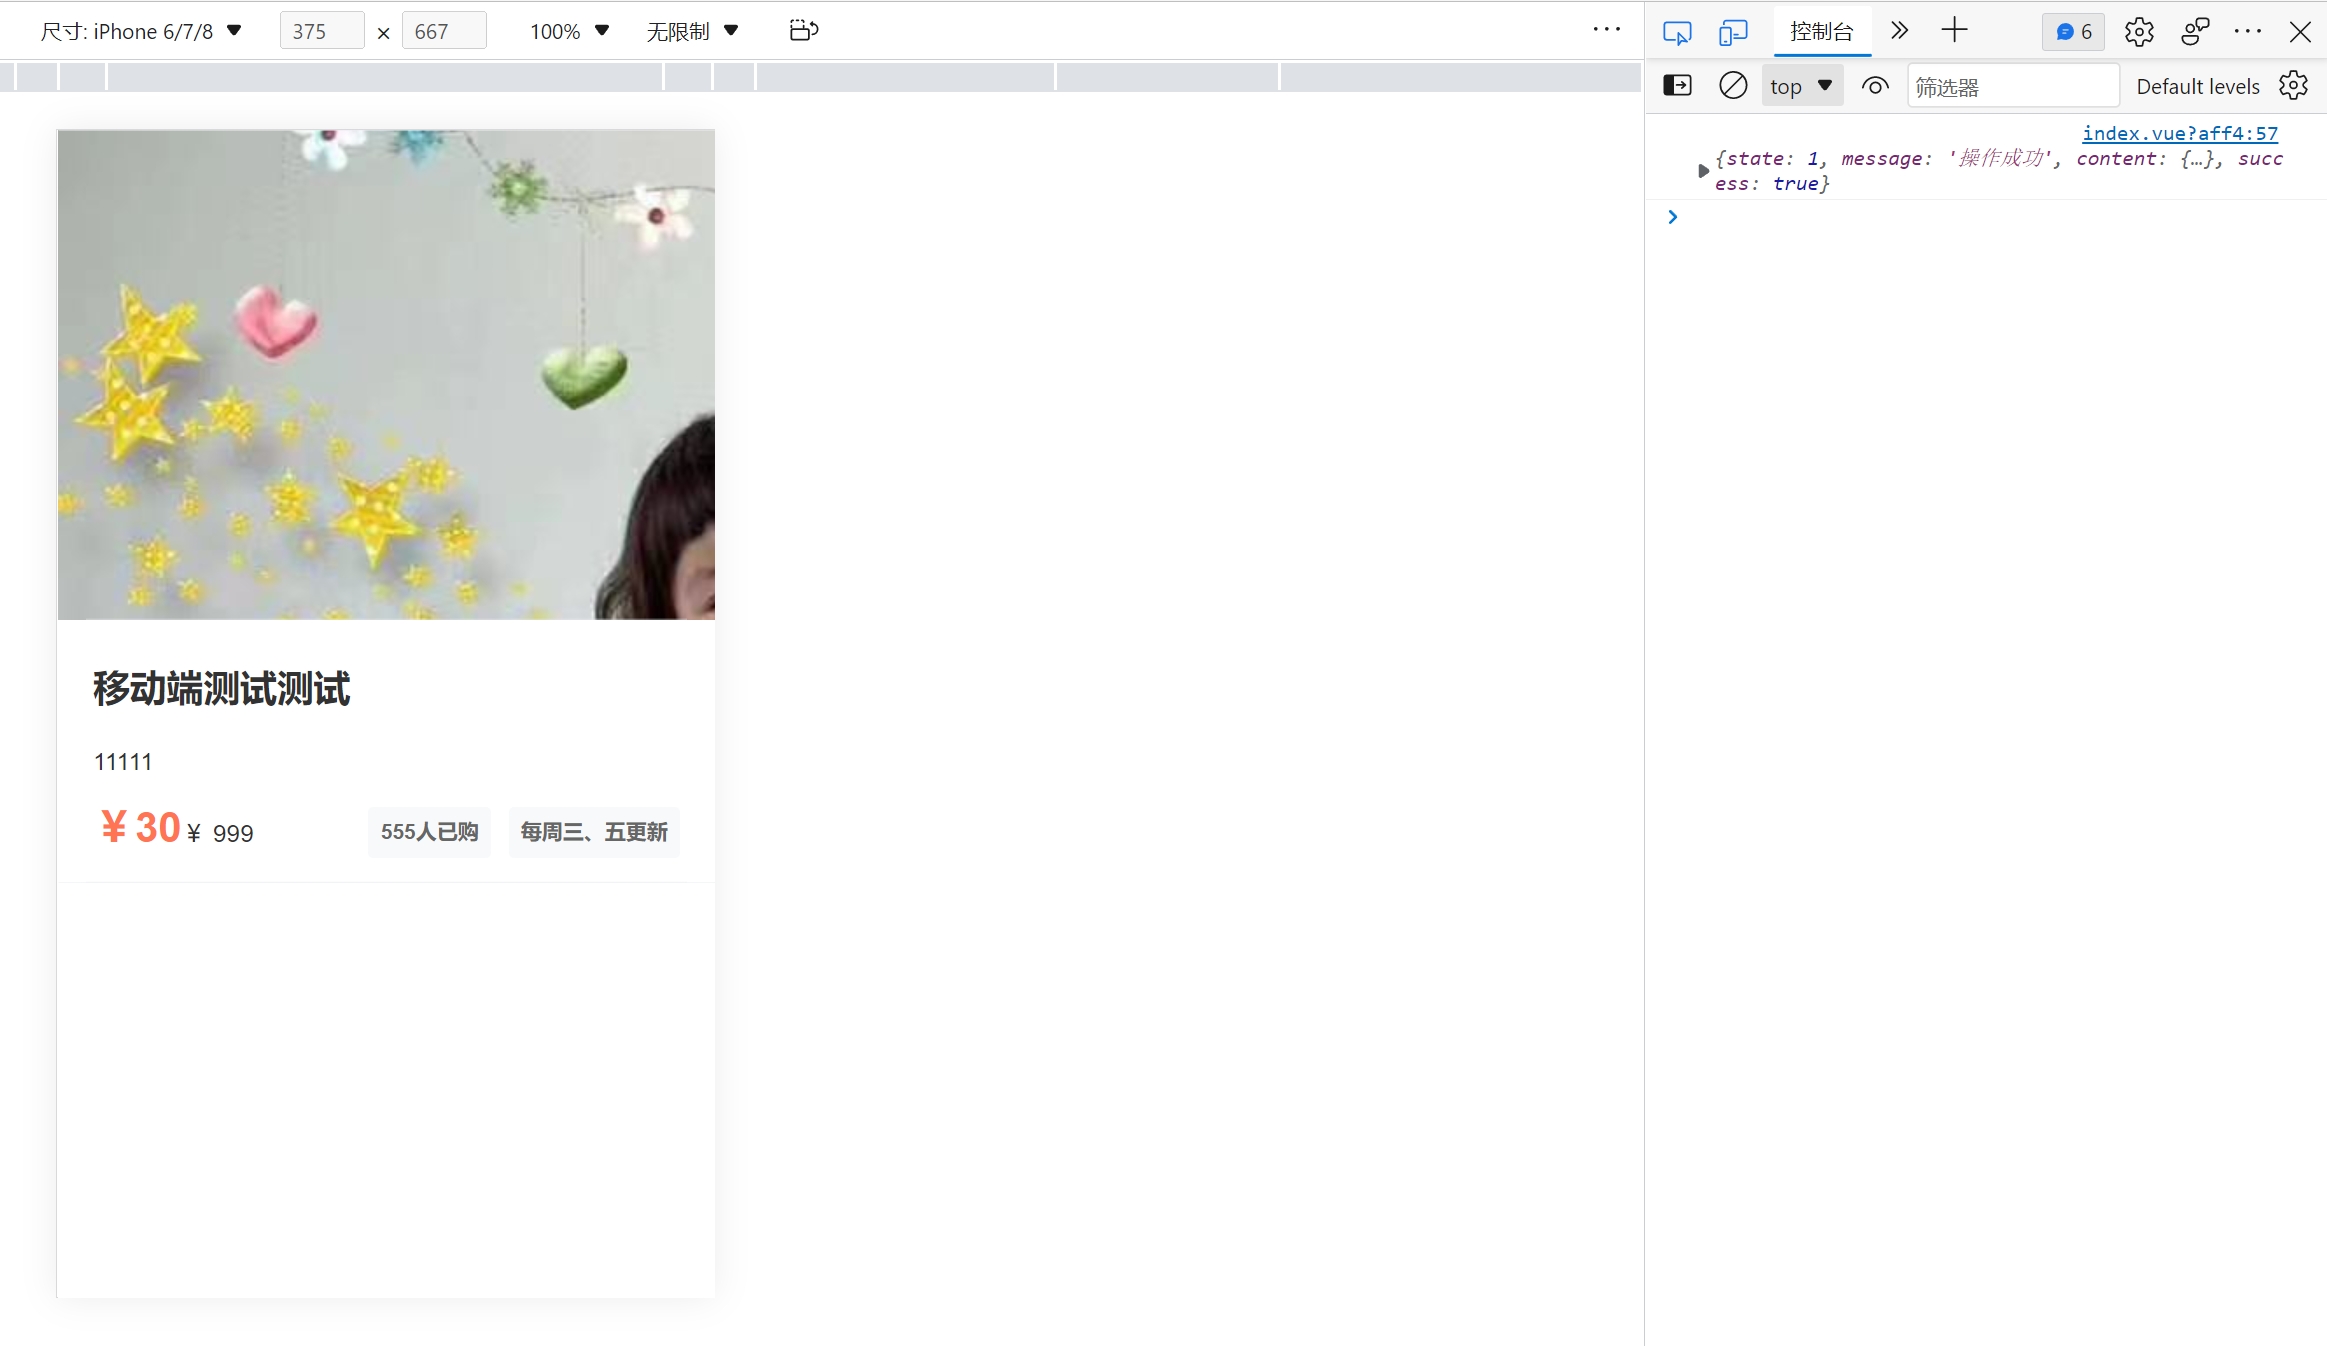 尺寸: iPhone 6/7/8 375 × 667 100% 无限制
控制台 6
top 筛选器 Default levels
index.vue?aff4:57
{state: 1, message: '操作成功', content: {…}, succ
ess: true}
移动端测试测试
11111
¥ 30 ¥ 999 555人已购 每周三、五更新